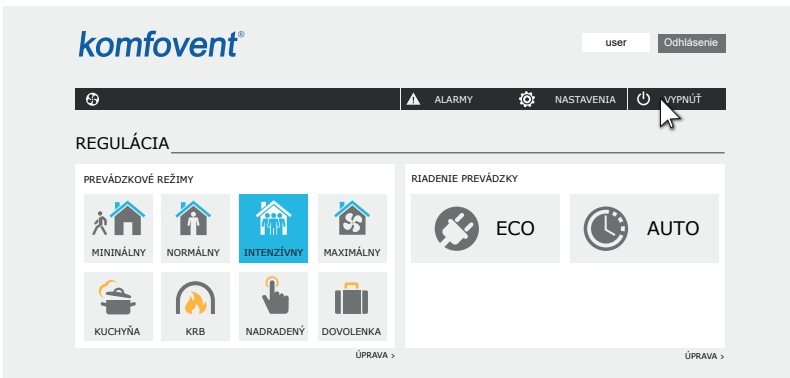 komfovent®
user Odhlásenie
ALARMY NASTAVENIA VYPNÚŤ
REGULÁCIA
PREVÁDZKOVÉ REŽIMY
MININÁLNY NORMÁLNY INTENZÍVNY MAXIMÁLNY
KUCHYŇA KRB NADRADENÝ DOVOLENKA
ÚPRAVA >
RIADENIE PREVÁDZKY
ECO AUTO
ÚPRAVA >